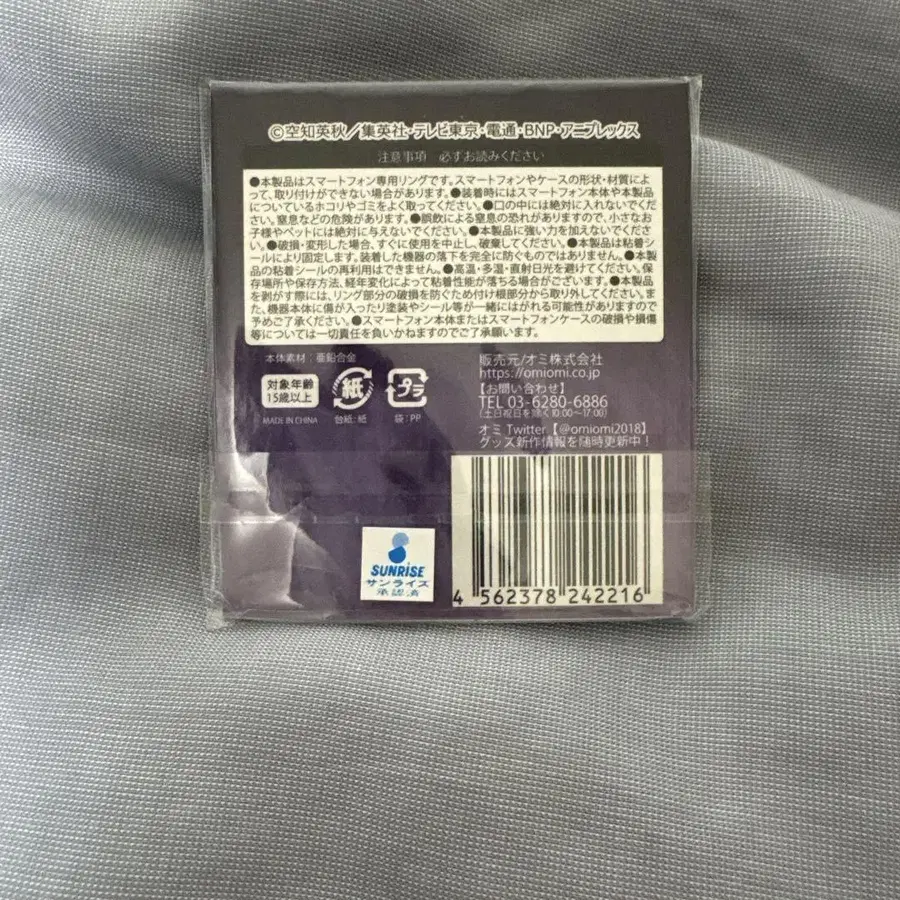 ©空知英秋／集英社・テレビ東京・電通・BNP・アニプレックス
注意事項　必ずお読みください
●本製品はスマートフォン専用リングです。スマートフォンやケースの形状・材質によ
って、取り付けができない場合があります。●装着時にはスマートフォン本体や本製品
についているホコリやゴミをよく取ってください。●口の中には絶対に入れないでくだ
さい。窒息などの危険があります。●誤飲による窒息の恐れがありますので、小さなお
子様やペットには絶対に与えないでください。●本製品に強い力を加えないでくださ
い。●破損・変形した場合、すぐに使用を中止し、破棄してください。●本製品は粘着シ
ールにより固定します。装着した機器の落下を完全に防ぐものではありません。●本製
品の粘着シールの再利用はできません。●高温・多湿・直射日光を避けてください。保
存場所や保存方法、経年変化によって粘着性能が落ちる場合がございます。●本製品
を剥がす際には、リング部分の破損を防ぐため付け根部分から取り外してください。ま
た、機器本体に傷が入ったり塗装やシール等が一緒にはがれる可能性がありますので
予めご了承ください。●スマートフォン本体またはスマートフォンケースの破損や損傷
等については一切責任を負いかねますのでご了承願います。
本体素材：亜鉛合金
対象年齢
15歳以上
MADE IN CHINA
紙
台紙：紙
プラ
袋：PP
販売元/オミ株式会社
https://omiomi.co.jp
【お問い合わせ】
TEL 03-6280-6886
(土日祝日を除く10:00〜17:00)
オミ Twitter【@omiomi2018】
グッズ新作情報を随時更新中！
SUNRISE
サンライズ
承認済
4 562378 242216